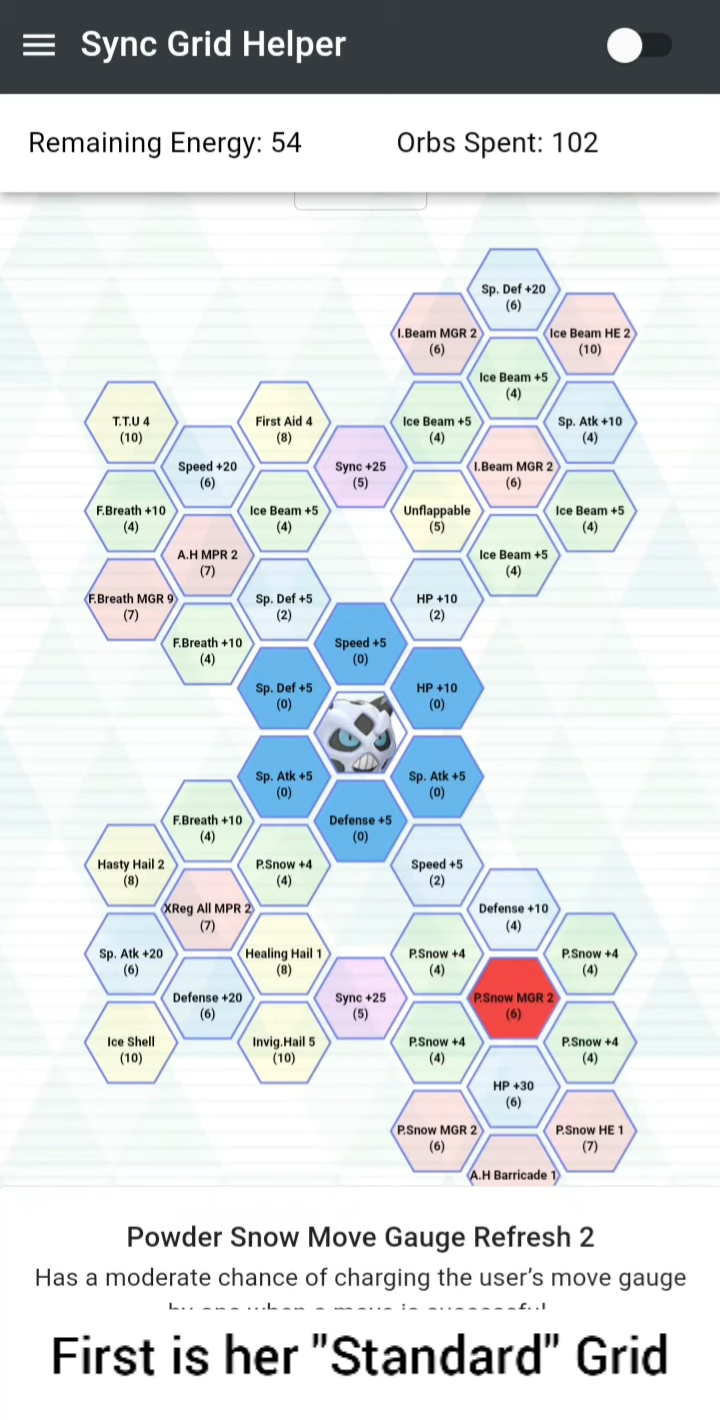 Sync Grid Helper
Remaining Energy: 54 Orbs Spent: 102
Sp. Def +20
(6)
I.Beam MGR 2
(6)
Ice Beam HE 2
(10)
Ice Beam +5
(4)
T.T.U 4
(10)
First Aid 4
(8)
Ice Beam +5
(4)
Sp. Atk +10
(4)
Speed +20
(6)
Sync +25
(5)
I.Beam MGR 2
(6)
F.Breath +10
(4)
Ice Beam +5
(4)
Unflappable
(5)
Ice Beam +5
(4)
A.H MPR 2
(7)
Ice Beam +5
(4)
F.Breath MGR 9
(7)
Sp. Def +5
(2)
HP +10
(2)
F.Breath +10
(4)
Speed +5
(0)
Sp. Def +5
(0)
HP +10
(0)
Sp. Atk +5
(0)
Sp. Atk +5
(0)
F.Breath +10
(4)
Defense +5
(0)
Hasty Hail 2
(8)
P.Snow +4
(4)
Speed +5
(2)
XReg All MPR 2
(7)
Defense +10
(4)
Sp. Atk +20
(6)
Healing Hail 1
(8)
P.Snow +4
(4)
P.Snow +4
(4)
Defense +20
(6)
Sync +25
(5)
P.Snow MGR 2
(6)
Ice Shell
(10)
Invig.Hail 5
(10)
P.Snow +4
(4)
P.Snow +4
(4)
HP +30
(6)
P.Snow MGR 2
(6)
P.Snow HE 1
(7)
A.H Barricade 1
Powder Snow Move Gauge Refresh 2
Has a moderate chance of charging the user's move gauge
First is her "Standard" Grid